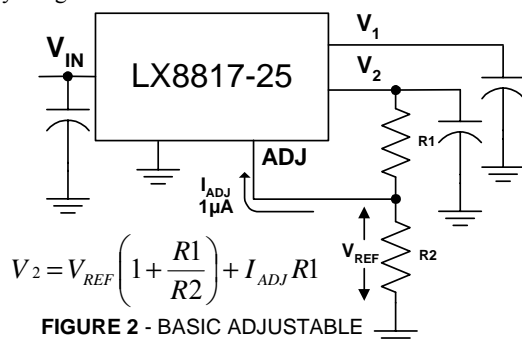 V1
VIN
LX8817-25
V2
ADJ
R1
IADJ
1µA
VREF
R2
V2 = VREF (1 + R1/R2) + IADJ R1
FIGURE 2 - BASIC ADJUSTABLE